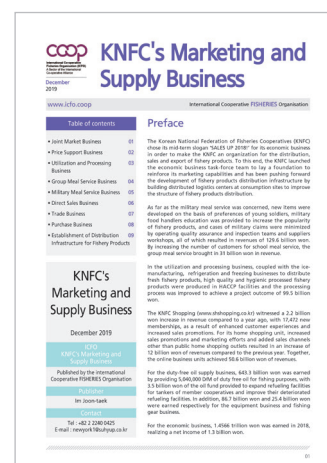 COOP
International Co-operative
Fisheries Organisation (ICFO)
A Sector of the International
Co-operative Alliance
December
2019
KNFC's Marketing and
Supply Business
www.icfo.coop
International Cooperative FISHERIES Organisation
Table of contents
• Joint Market Business 01
• Price Support Business 02
• Utilization and Processing 03
Business
• Group Meal Service Business 04
• Military Meal Service Business 05
• Direct Sales Business 06
• Trade Business 07
• Purchase Business 08
• Establishment of Distribution 09
Infrastructure for Fishery Products
KNFC's
Marketing and
Supply Business
December 2019
ICFO
KNFC's Marketing and
Supply Business
Published by the international
Cooperative FISHERIES Organisation
Publisher
Im Joon-taek
Contact
Tel : +82 2 2240 0425
E-mail : newyork1@suhyup.co.kr
Preface
The Korean National Federation of Fisheries Cooperatives (KNFC)
chose its mid-term slogan "SALES UP 2018!" for its economic business
in order to make the KNFC an organization for the distribution,
sales and export of fishery products. To this end, the KNFC launched
the economic business task-force team to lay a foundation to
reinforce its marketing capabilities and has been pushing forward
the development of fishery products distribution infrastructure by
building distributed logistics centers at consumption sites to improve
the structure of fishery products distribution.
As far as the military meal service was concerned, new items were
developed on the basis of preferences of young soldiers, military
food handlers education was provided to increase the popularity
of fishery products, and cases of military claims were minimized
by operating quality assurance and inspection teams and suppliers
workshops, all of which resulted in revenues of 129.6 billion won.
By increasing the number of customers for school meal service, the
group meal service brought in 31 billion won in revenue.
In the utilization and processing business, coupled with the ice-
manufacturing, refrigeration and freezing businesses to distribute
fresh fishery products, high quality and hygienic processed fishery
products were produced in HACCP facilities and the processing
process was improved to achieve a project outcome of 99.5 billion
won.
The KNFC Shopping (www.shshopping.co.kr) witnessed a 2.2 billion
won increase in revenue compared to a year ago, with 17,472 new
memberships, as a result of enhanced customer experiences and
increased sales promotions. For its home shopping unit, increased
sales promotions and marketing efforts and added sales channels
other than public home shopping outlets resulted in an increase of
12 billion won of revenues compared to the previous year. Together,
the online business units achieved 50.6 billion won of revenues.
For the duty-free oil supply business, 643.3 billion won was earned
by providing 5,040,000 D/M of duty free oil for fishing purposes, with
3.5 billion won of the oil fund provided to expand refueling facilities
for tankers of member cooperatives and improve their deteriorated
refueling facilities. In addition, 86.7 billion won and 25.4 billion won
were earned respectively for the equipment business and fishing
gear business.
For the economic business, 1.4566 trillion won was earned in 2018,
realizing a net income of 1.3 billion won.
01